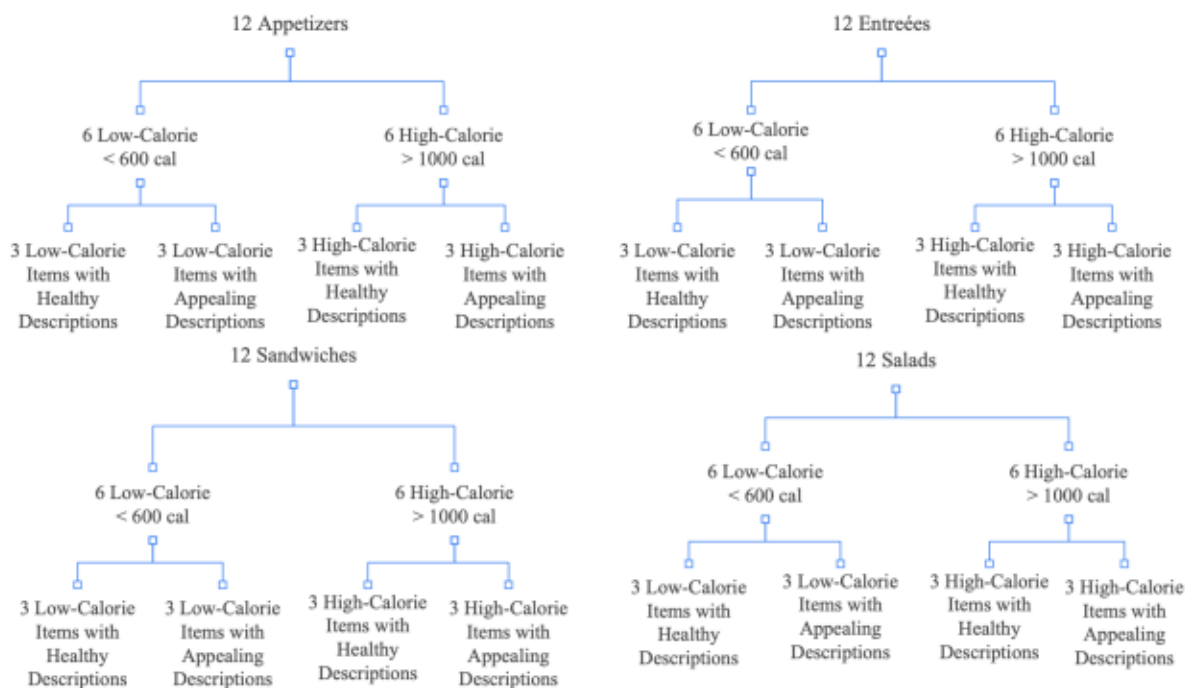 12 Appetizers
6 Low-Calorie
< 600 cal
6 High-Calorie
> 1000 cal
3 Low-Calorie
Items with
Healthy
Descriptions
3 Low-Calorie
Items with
Appealing
Descriptions
3 High-Calorie
Items with
Healthy
Descriptions
3 High-Calorie
Items with
Appealing
Descriptions
12 Entreées
6 Low-Calorie
< 600 cal
6 High-Calorie
> 1000 cal
3 Low-Calorie
Items with
Healthy
Descriptions
3 Low-Calorie
Items with
Appealing
Descriptions
3 High-Calorie
Items with
Healthy
Descriptions
3 High-Calorie
Items with
Appealing
Descriptions
12 Sandwiches
6 Low-Calorie
< 600 cal
6 High-Calorie
> 1000 cal
3 Low-Calorie
Items with
Healthy
Descriptions
3 Low-Calorie
Items with
Appealing
Descriptions
3 High-Calorie
Items with
Healthy
Descriptions
3 High-Calorie
Items with
Appealing
Descriptions
12 Salads
6 Low-Calorie
< 600 cal
6 High-Calorie
> 1000 cal
3 Low-Calorie
Items with
Healthy
Descriptions
3 Low-Calorie
Items with
Appealing
Descriptions
3 High-Calorie
Items with
Healthy
Descriptions
3 High-Calorie
Items with
Appealing
Descriptions